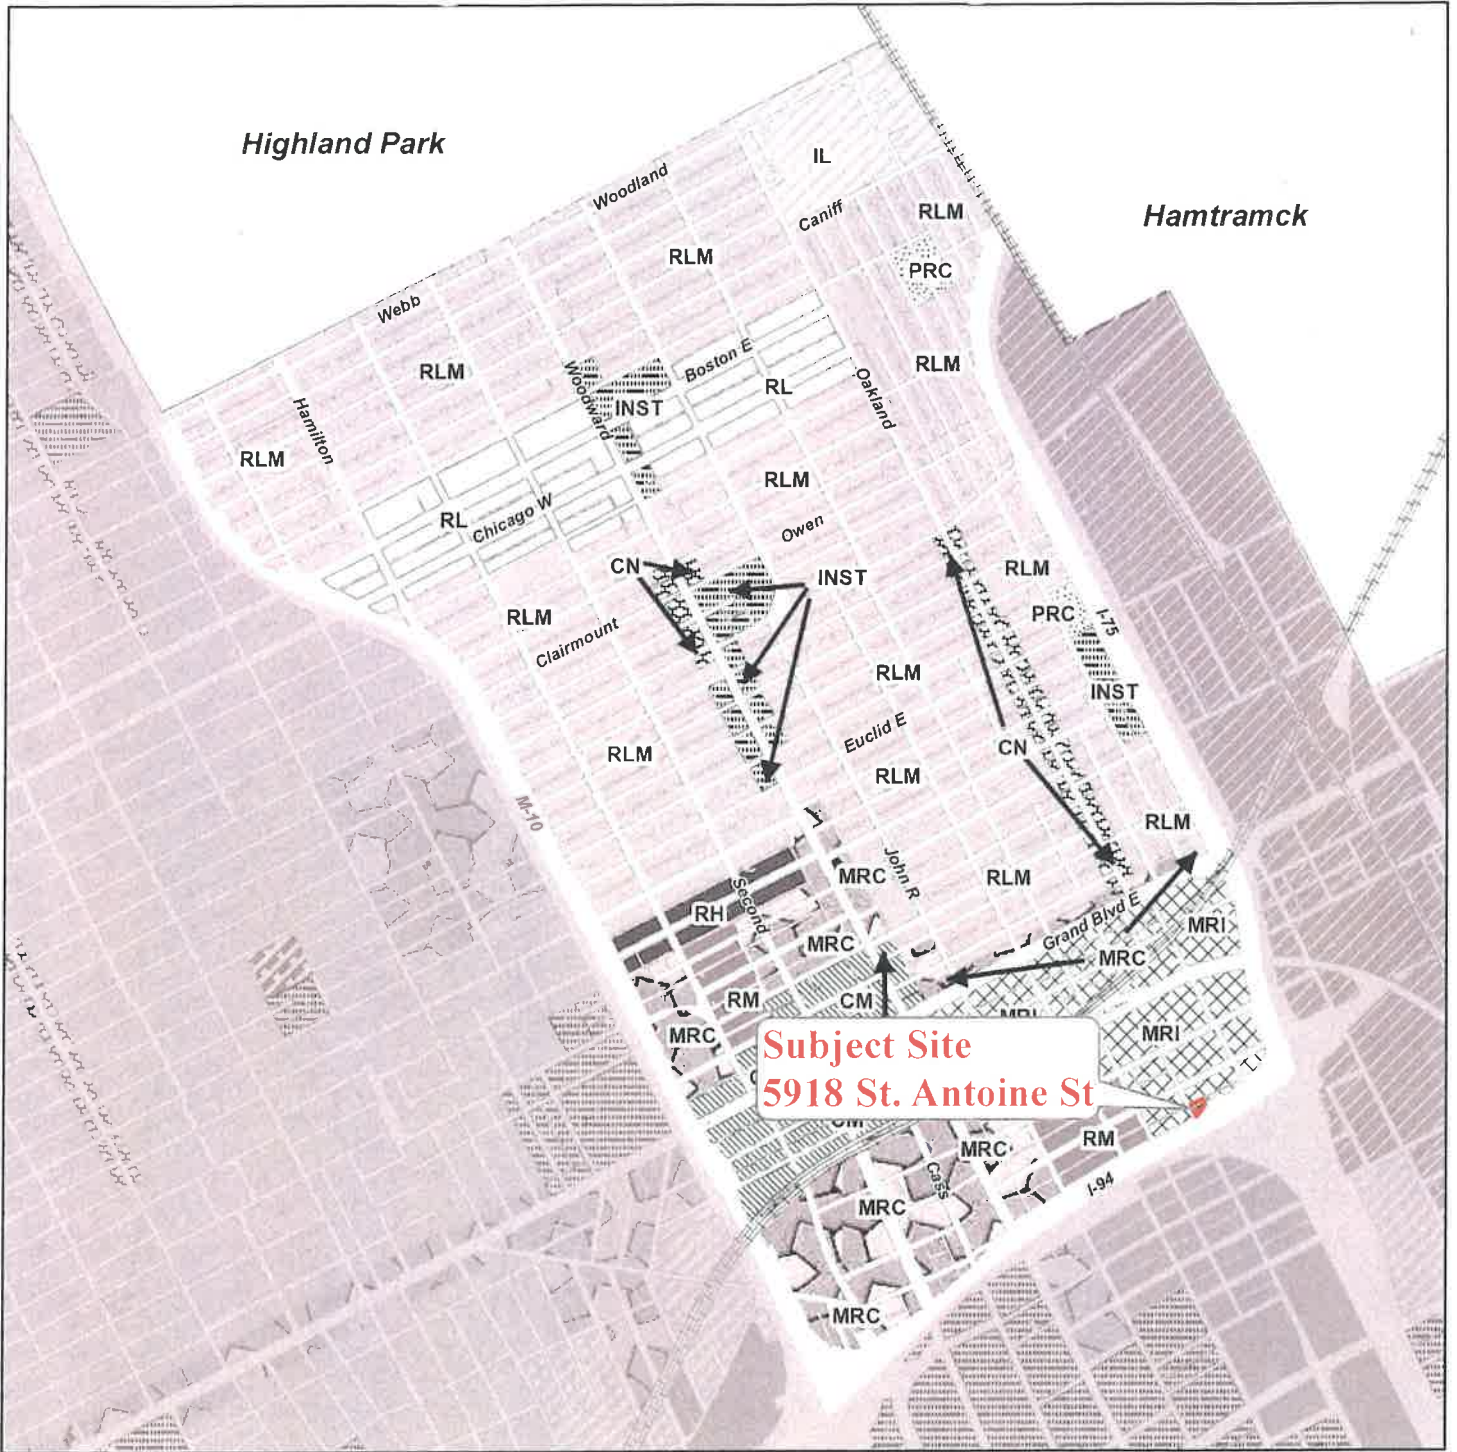 Highland Park
IL
Woodland
Caniff
RLM
Hamtramck
RLM
PRC
Webb
Boston E
RLM
Woodward
RL
Oakland
RLM
INST
Hamilton
RLM
RLM
Chicago W
RL
Owen
CN
INST
RLM
RLM
PRC
I-75
Clairmount
RLM
INST
Euclid E
CN
RLM
RLM
M-10
RLM
John R
MRC
RLM
Second
RH
Grand Blvd E
MRI
MRC
MRC
RM
CM
MRI
MRC
MRI
Subject Site
5918 St. Antoine St
CM
RM
MRC
Cass
I-94
MRC
MRC